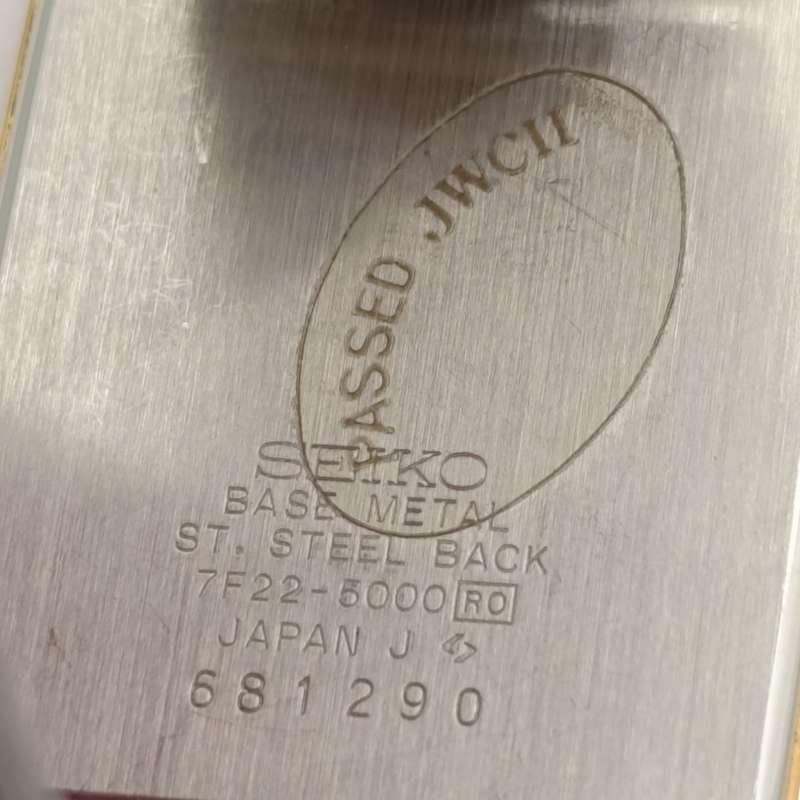 PASSED JWCII
SEIKO
BASE METAL
ST. STEEL BACK
7F22-5000 RO
JAPAN J
681290